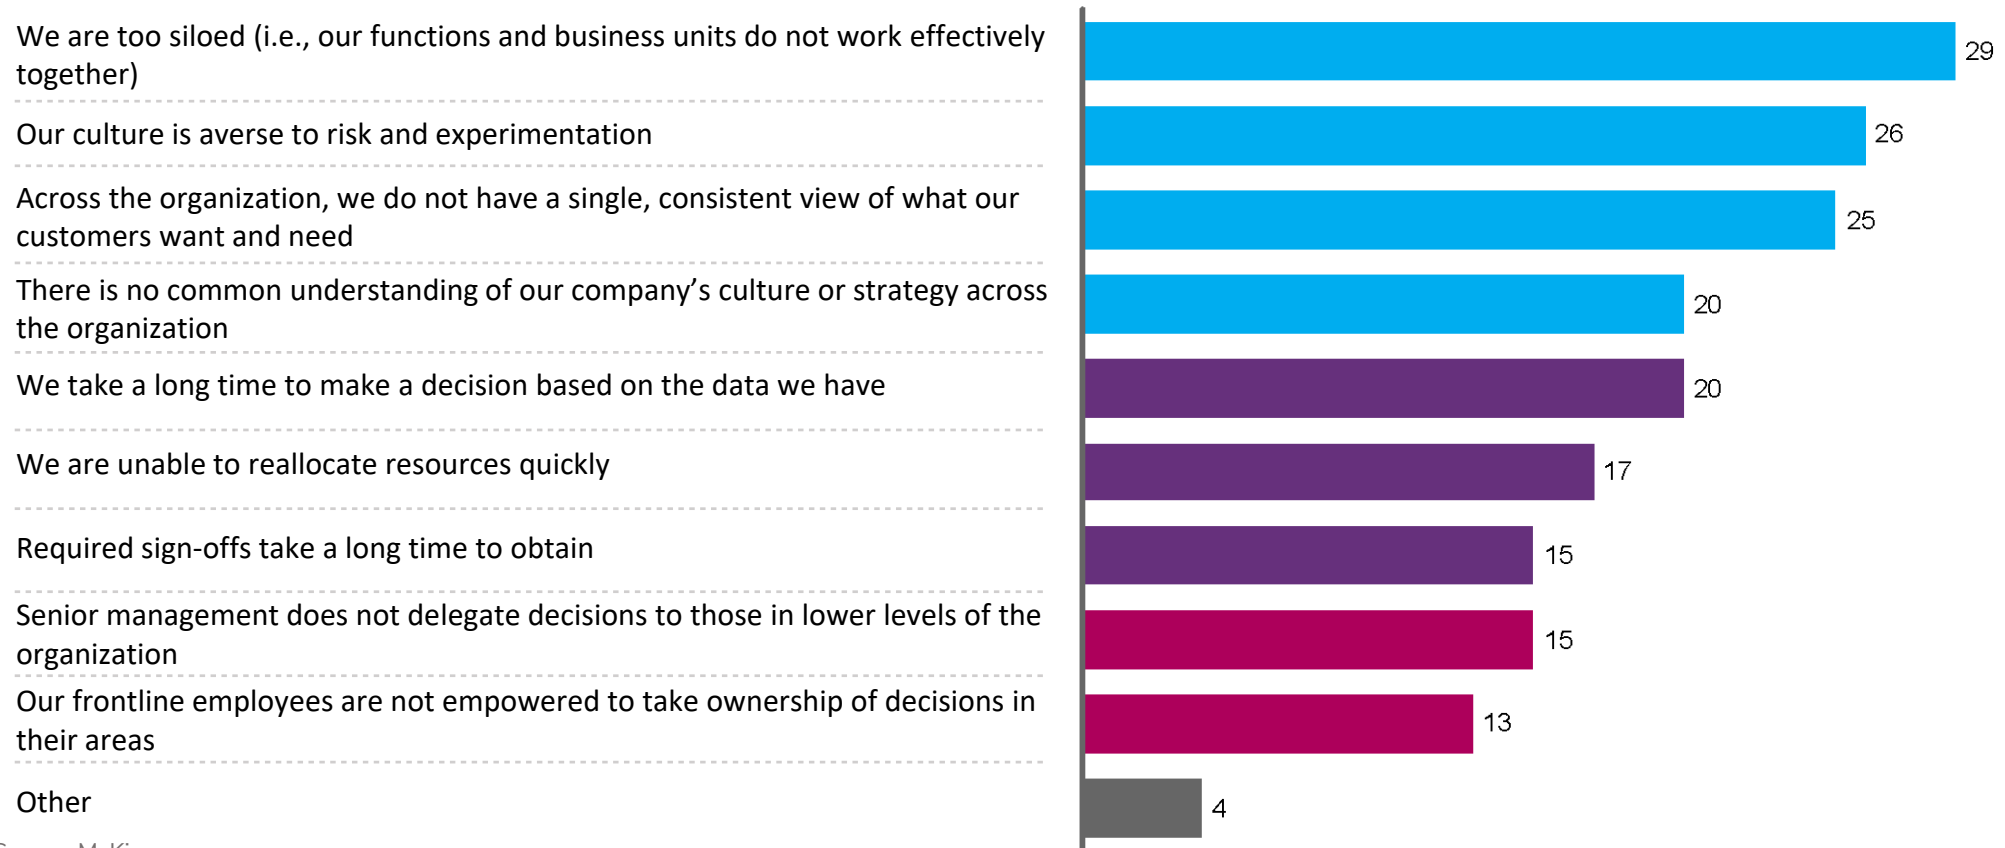 We are too siloed (i.e., our functions and business units do not work effectively
together)
29
Our culture is averse to risk and experimentation
26
Across the organization, we do not have a single, consistent view of what our
customers want and need
25
There is no common understanding of our company’s culture or strategy across
the organization
20
We take a long time to make a decision based on the data we have
20
We are unable to reallocate resources quickly
17
Required sign-offs take a long time to obtain
15
Senior management does not delegate decisions to those in lower levels of the
organization
15
Our frontline employees are not empowered to take ownership of decisions in
their areas
13
Other
4